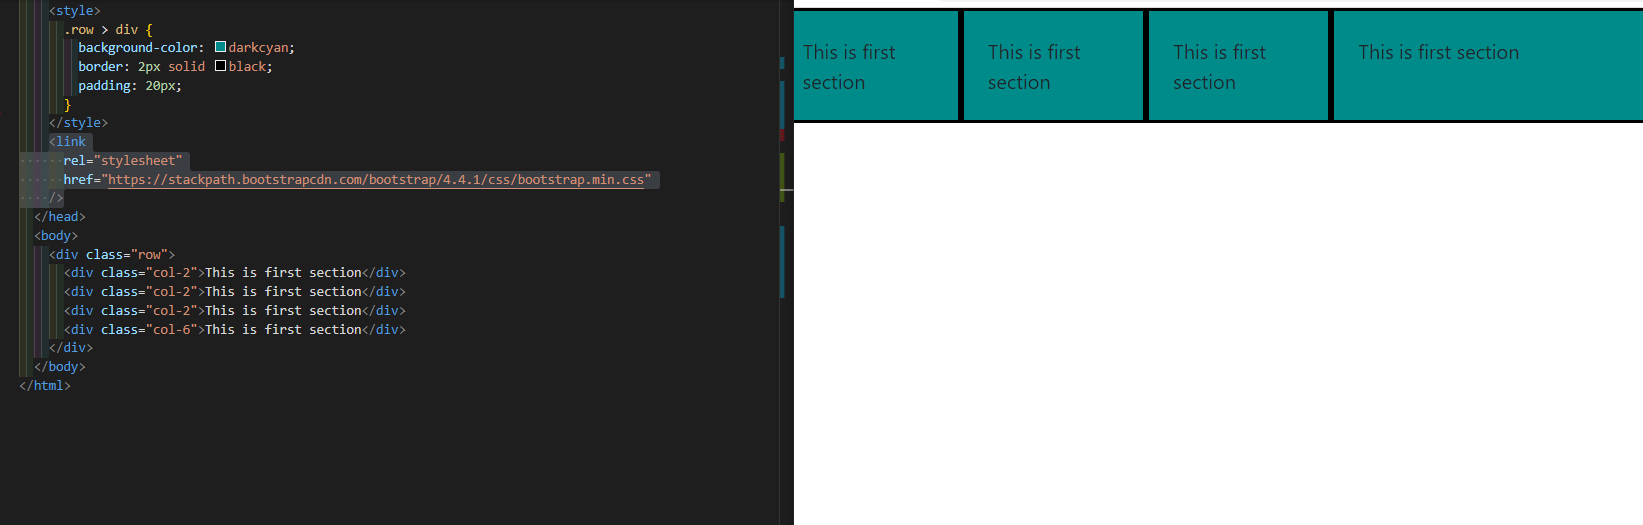 <style>
.row > div {
background-color: darkcyan;
border: 2px solid black;
padding: 20px;
}
</style>
<link
rel="stylesheet"
href="https://stackpath.bootstrapcdn.com/bootstrap/4.4.1/css/bootstrap.min.css"
/>
</head>
<body>
<div class="row">
<div class="col-2">This is first section</div>
<div class="col-2">This is first section</div>
<div class="col-2">This is first section</div>
<div class="col-6">This is first section</div>
</div>
</body>
</html>
This is first
section
This is first
section
This is first
section
This is first section